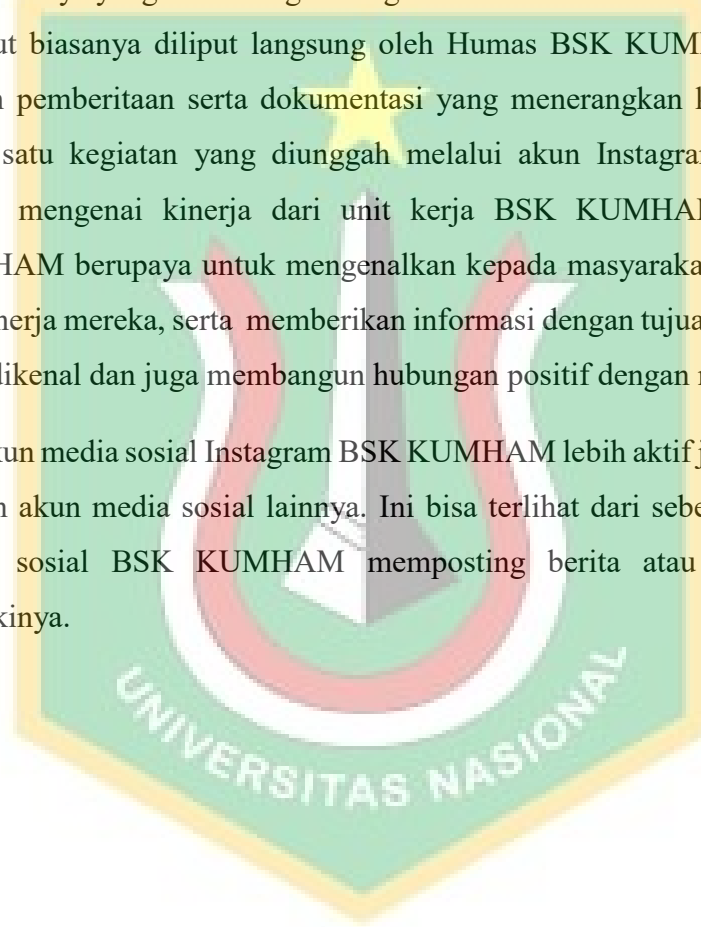 ut biasanya diliput langsung oleh Humas BSK KUM
pemberitaan serta dokumentasi yang menerangkan
satu kegiatan yang diunggah melalui akun Instagra
mengenai kinerja dari unit kerja BSK KUMHA
HAM berupaya untuk mengenalkan kepada masyaraka
nerja mereka, serta memberikan informasi dengan tujua
dikenal dan juga membangun hubungan positif dengan
un media sosial Instagram BSK KUMHAM lebih aktif j
akun media sosial lainnya. Ini bisa terlihat dari sebe
sosial BSK KUMHAM memposting berita atau
kinya.
UNIVERSITAS NASIONAL